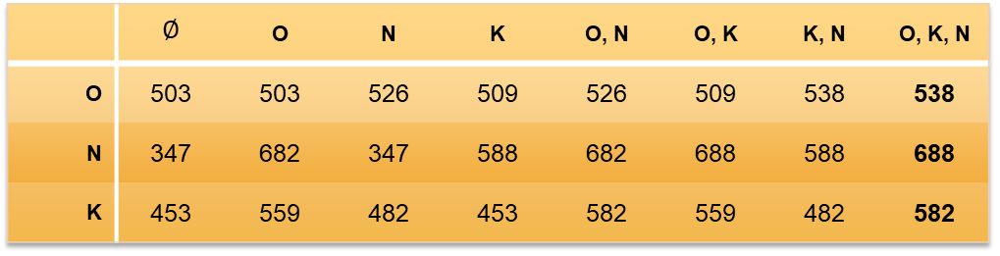 Ø O N K O, N O, K K, N O, K, N
O 503 503 526 509 526 509 538 538
N 347 682 347 588 682 688 588 688
K 453 559 482 453 582 559 482 582